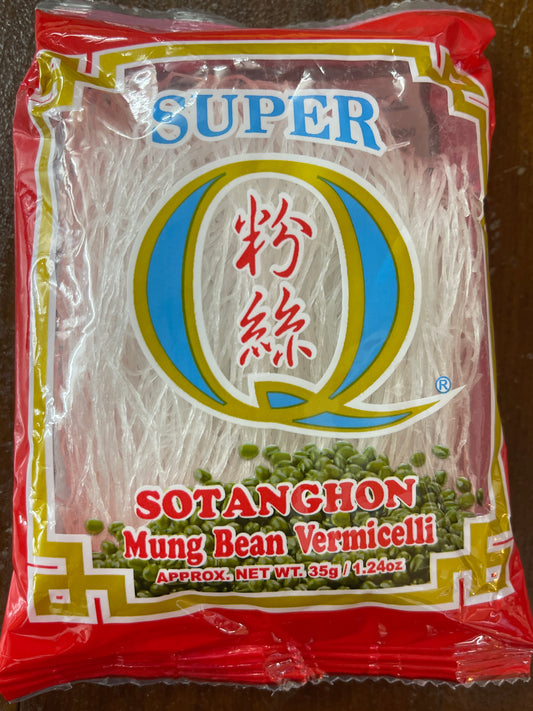 SUPER
Q
粉
絲
®
SOTANGHON
Mung Bean Vermicelli
APPROX. NET WT. 35g / 1.24oz